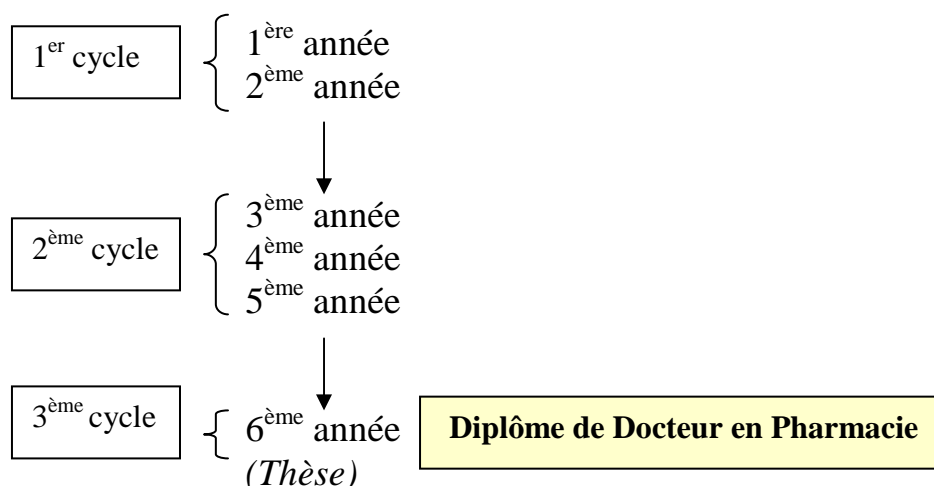 1er cycle
1ère année
2ème année
2ème cycle
3ème année
4ème année
5ème année
3ème cycle
6ème année
(Thèse)
Diplôme de Docteur en Pharmacie